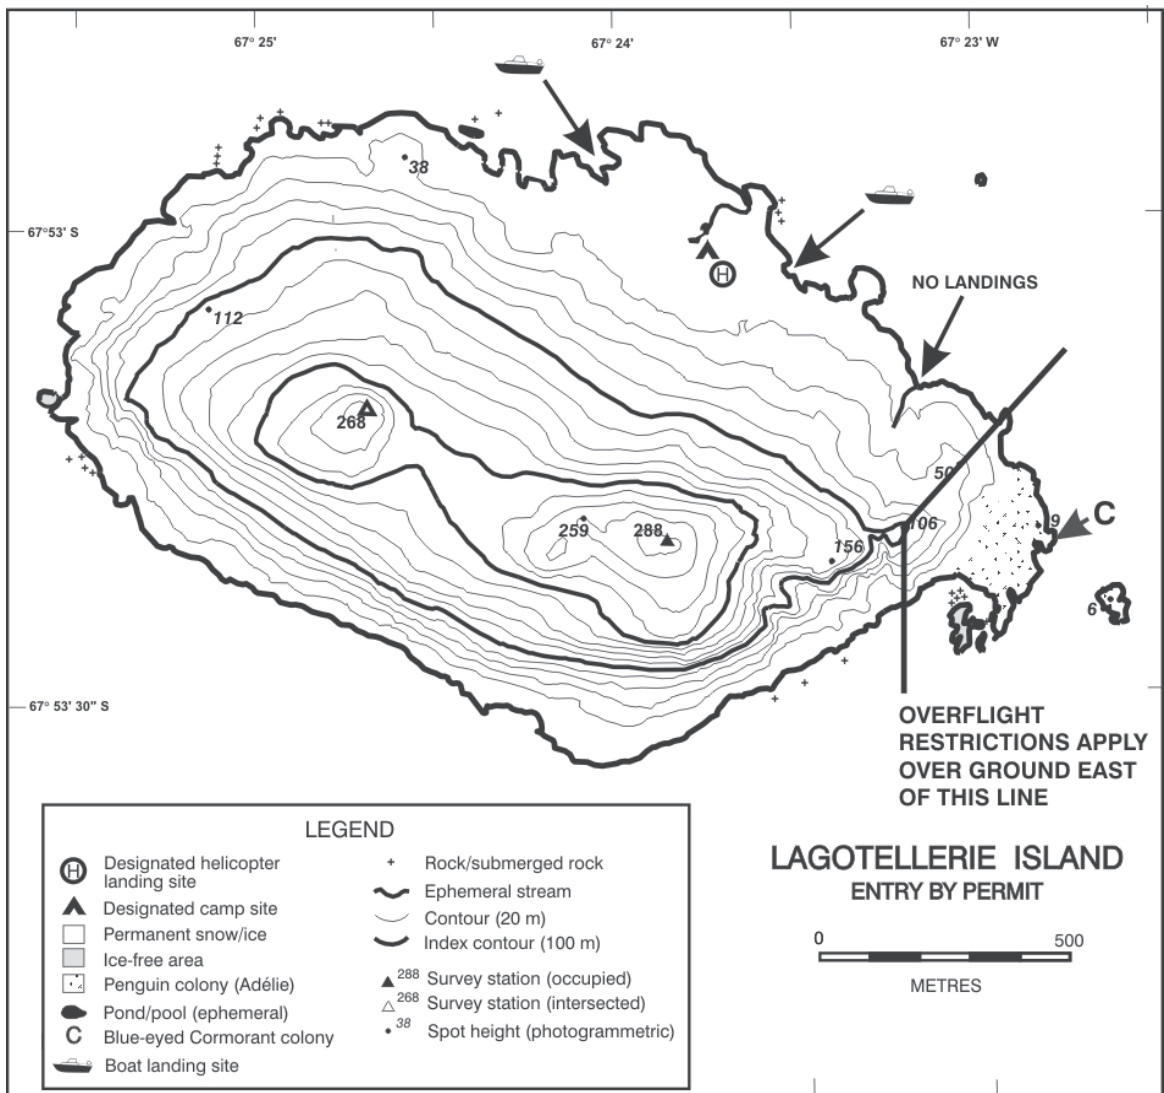 67° 25'
67° 24'
67° 23' W
38
67°53' S
H
NO LANDINGS
112
268
50
259
288
106
9
C
156
6
67° 53' 30" S
OVERFLIGHT
RESTRICTIONS APPLY
OVER GROUND EAST
OF THIS LINE
LEGEND
H Designated helicopter
landing site
Designated camp site
Permanent snow/ice
Ice-free area
Penguin colony (Adélie)
Pond/pool (ephemeral)
C Blue-eyed Cormorant colony
Boat landing site
Rock/submerged rock
Ephemeral stream
Contour (20 m)
Index contour (100 m)
288 Survey station (occupied)
268 Survey station (intersected)
38 Spot height (photogrammetric)
LAGOTELLERIE ISLAND
ENTRY BY PERMIT
0 500
METRES